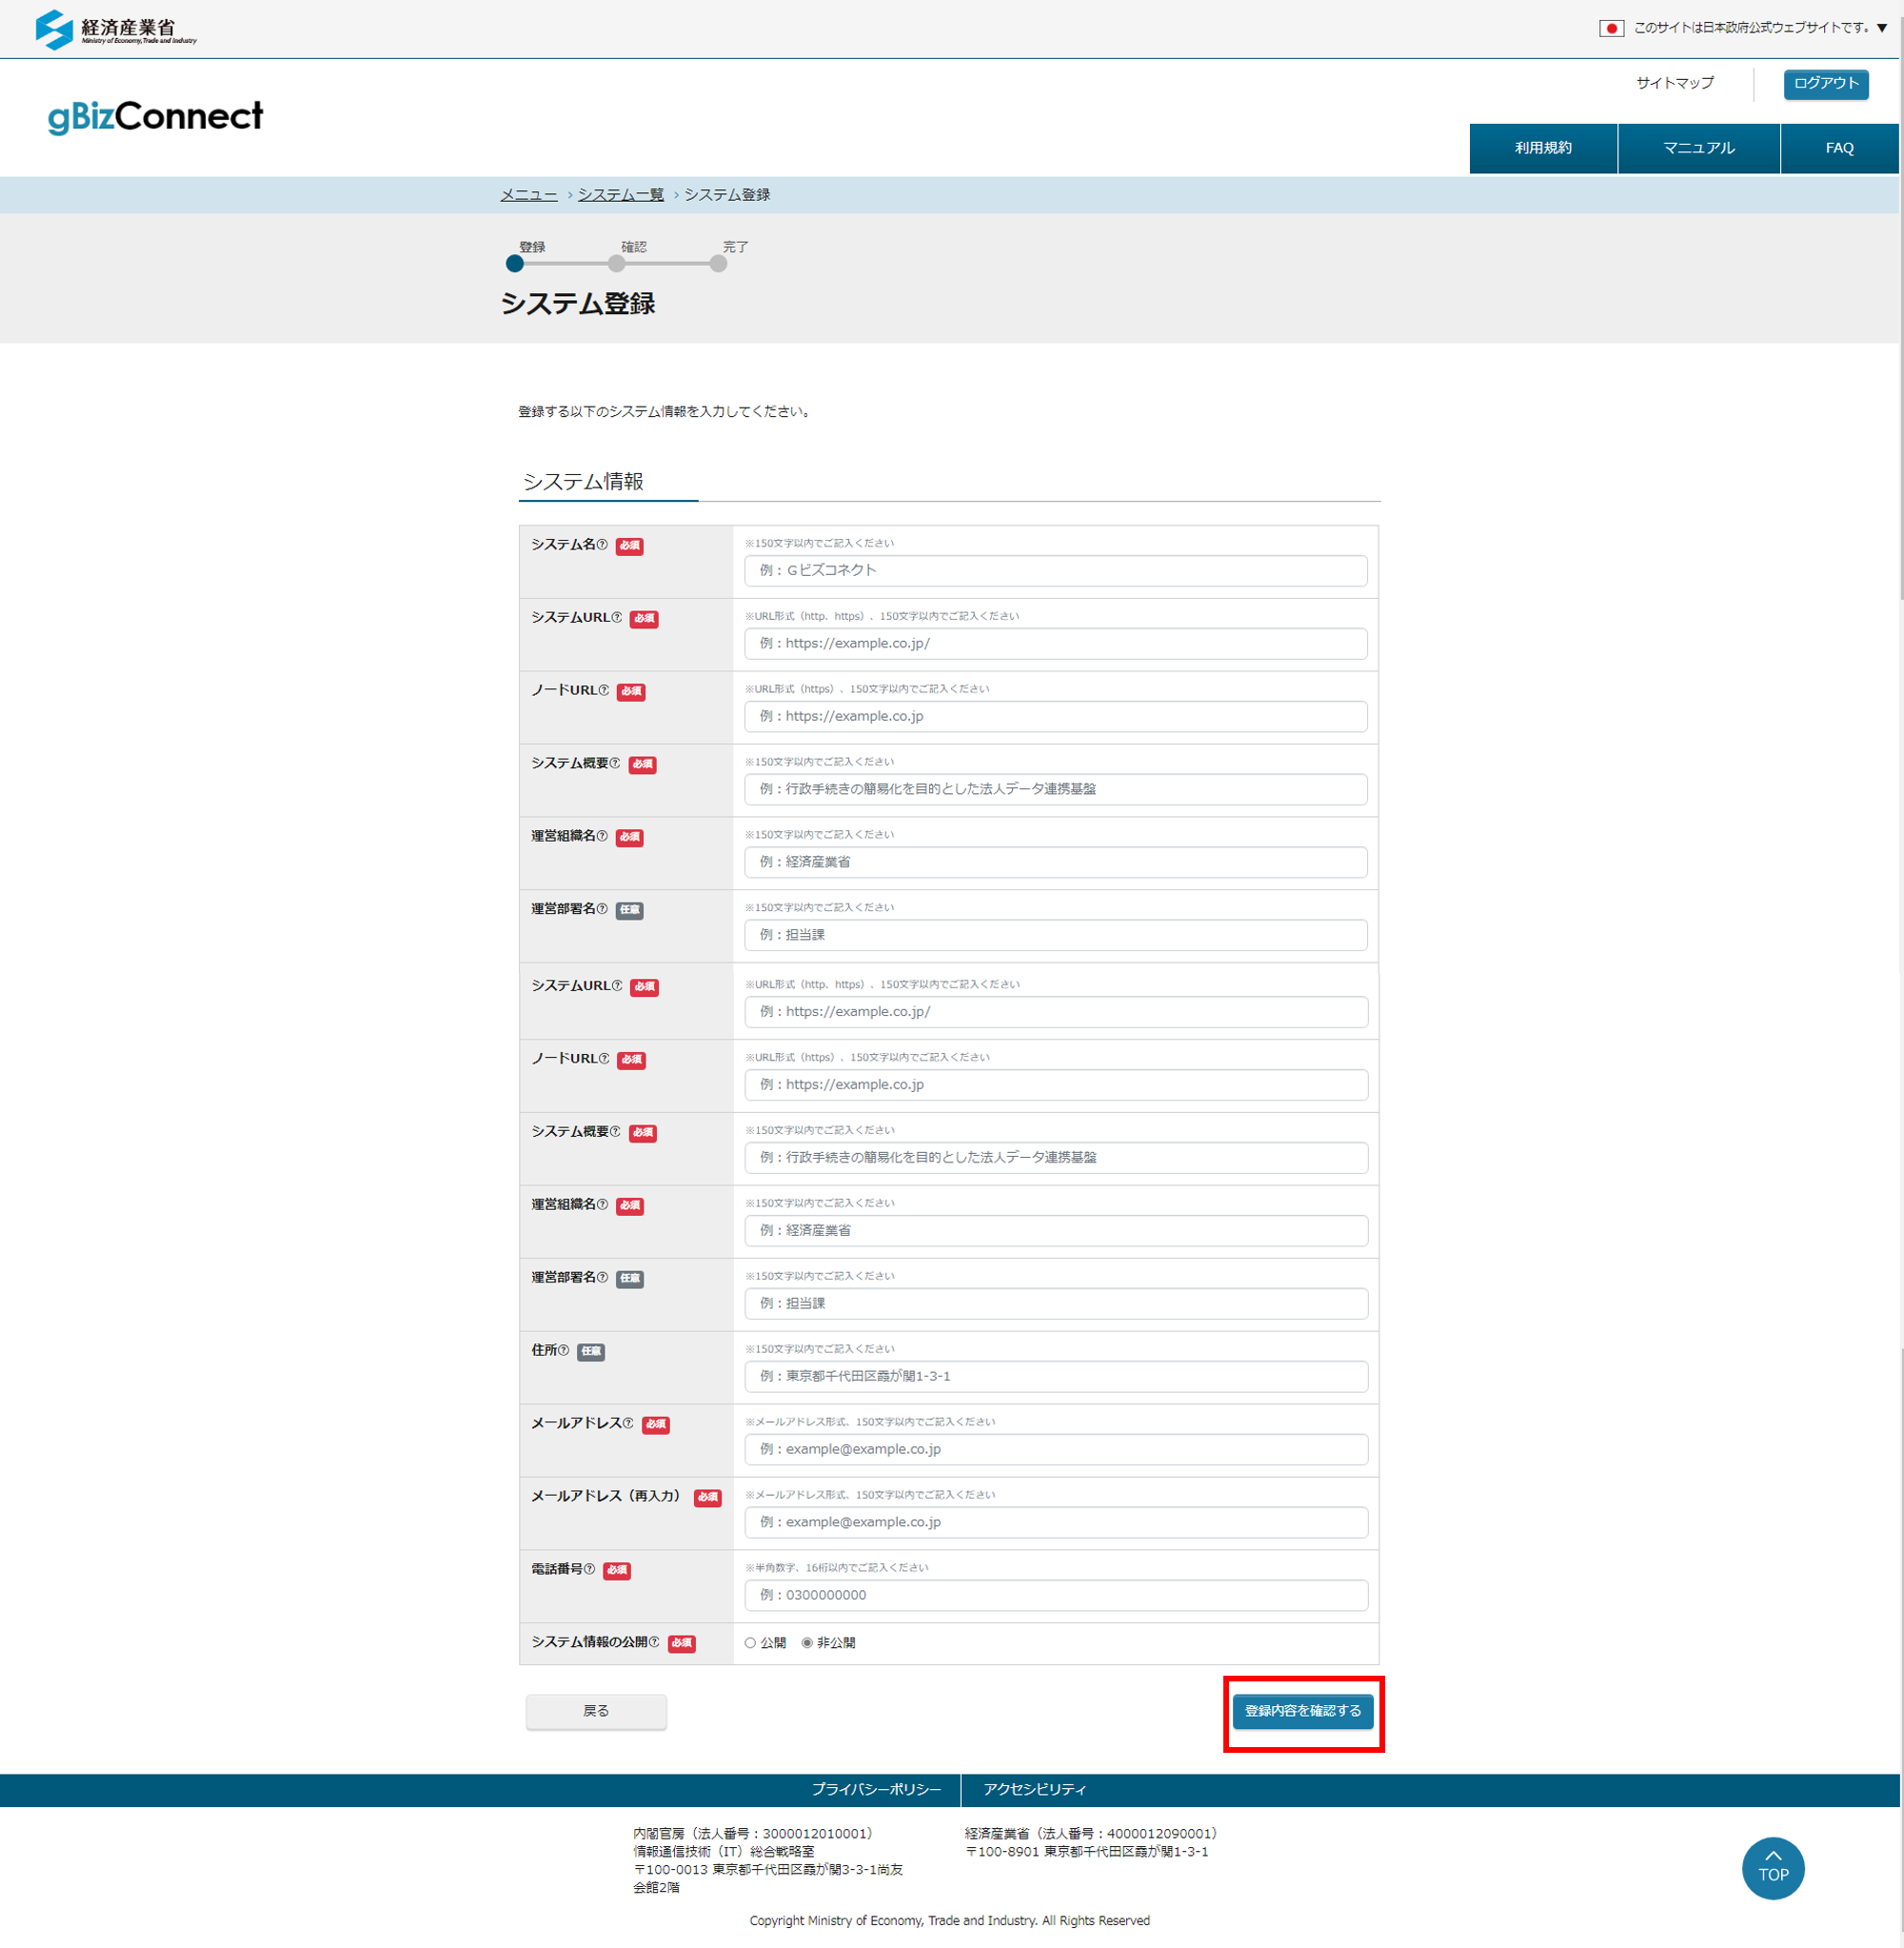 経済産業省
Ministry of Economy, Trade and Industry
このサイトは日本政府公式ウェブサイトです。▼
サイトマップ
ログアウト
gBizConnect
利用規約
マニュアル
FAQ
メニュー › システム一覧 › システム登録
登録
確認
完了
システム登録
登録する以下のシステム情報を入力してください。
システム情報
システム名? 必須
※150文字以内でご記入ください
例：Ｇビズコネクト
システムURL? 必須
※URL形式（http、https）、150文字以内でご記入ください
例：https://example.co.jp/
ノードURL? 必須
※URL形式（https）、150文字以内でご記入ください
例：https://example.co.jp
システム概要? 必須
※150文字以内でご記入ください
例：行政手続きの簡易化を目的とした法人データ連携基盤
運営組織名? 必須
※150文字以内でご記入ください
例：経済産業省
運営部署名? 任意
※150文字以内でご記入ください
例：担当課
システムURL? 必須
※URL形式（http、https）、150文字以内でご記入ください
例：https://example.co.jp/
ノードURL? 必須
※URL形式（https）、150文字以内でご記入ください
例：https://example.co.jp
システム概要? 必須
※150文字以内でご記入ください
例：行政手続きの簡易化を目的とした法人データ連携基盤
運営組織名? 必須
※150文字以内でご記入ください
例：経済産業省
運営部署名? 任意
※150文字以内でご記入ください
例：担当課
住所? 任意
※150文字以内でご記入ください
例：東京都千代田区霞が関1-3-1
メールアドレス? 必須
※メールアドレス形式、150文字以内でご記入ください
例：example@example.co.jp
メールアドレス（再入力） 必須
※メールアドレス形式、150文字以内でご記入ください
例：example@example.co.jp
電話番号? 必須
※半角数字、16桁以内でご記入ください
例：0300000000
システム情報の公開? 必須
公開 非公開
戻る
登録内容を確認する
プライバシーポリシー
アクセシビリティ
内閣官房（法人番号：3000012010001）
情報通信技術（IT）総合戦略室
〒100-0013 東京都千代田区霞が関3-3-1尚友
会館2階
経済産業省（法人番号：4000012090001）
〒100-8901 東京都千代田区霞が関1-3-1
TOP
Copyright Ministry of Economy, Trade and Industry. All Rights Reserved